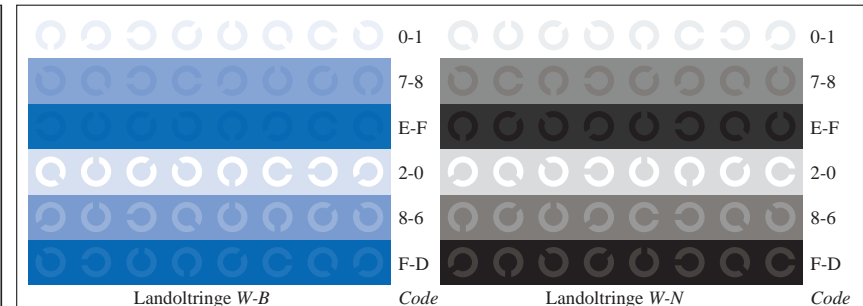 0-1 0-1
7-8 7-8
E-F E-F
2-0 2-0
8-6 8-6
F-D F-D
Landoltringe W-B Code Landoltringe W-N Code